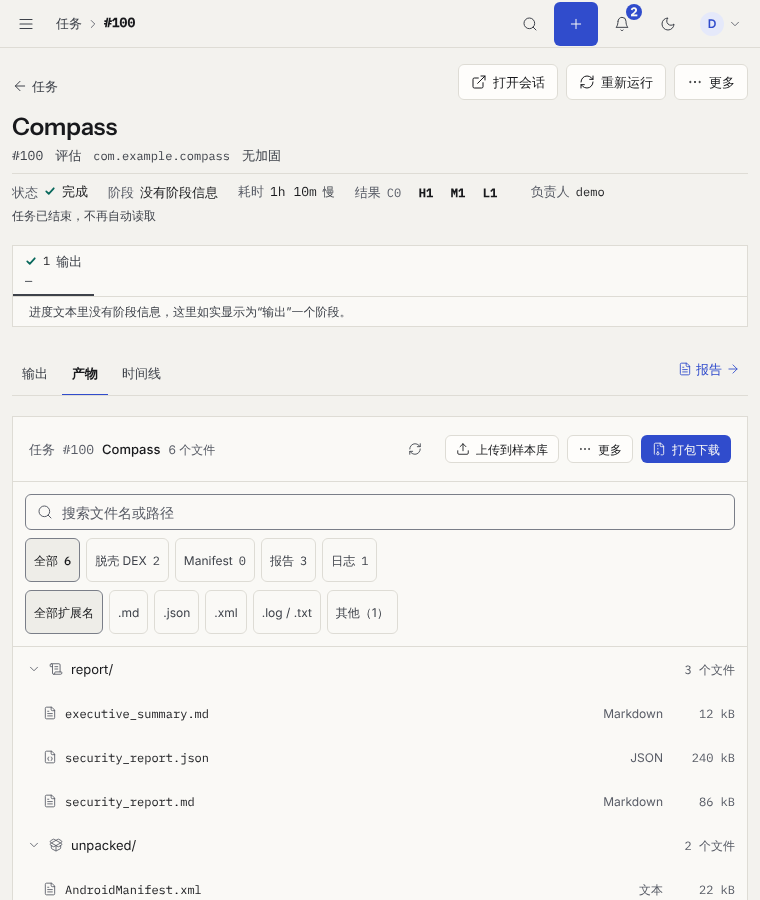 任务 > #100
2
D
← 任务
打开会话
重新运行
··· 更多
Compass
#100 评估 com.example.compass 无加固
状态 完成 阶段 没有阶段信息 耗时 1h 10m 慢 结果 C0 H1 M1 L1 负责人 demo
任务已结束，不再自动读取
1 输出
—
进度文本里没有阶段信息，这里如实显示为“输出”一个阶段。
输出 产物 时间线
报告 →
任务 #100 Compass 6 个文件
上传到样本库
··· 更多
打包下载
搜索文件名或路径
全部 6 脱壳 DEX 2 Manifest 0 报告 3 日志 1
全部扩展名 .md .json .xml .log / .txt 其他（1）
report/ 3 个文件
executive_summary.md Markdown 12 kB
security_report.json JSON 240 kB
security_report.md Markdown 86 kB
unpacked/ 2 个文件
AndroidManifest.xml 文本 22 kB